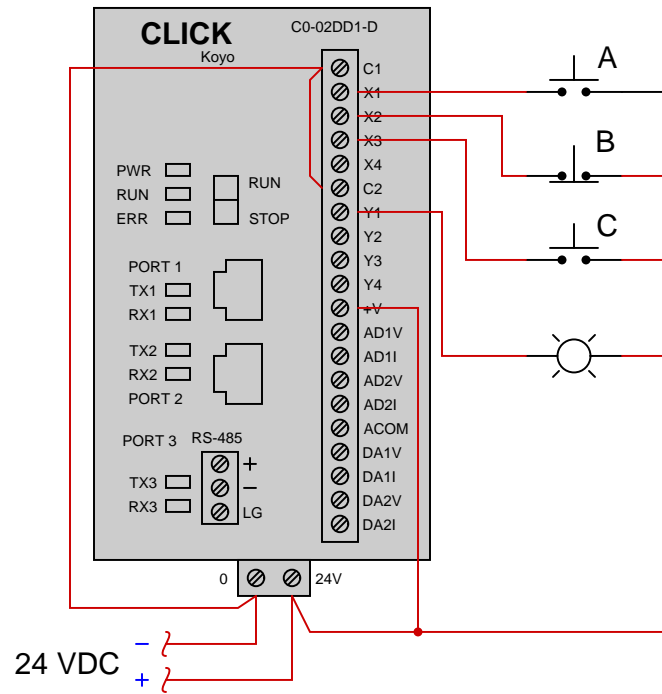 CLICK
C0-02DD1-D
Koyo
C1
X1
X2
X3
X4
C2
Y1
Y2
Y3
Y4
+V
AD1V
AD1I
AD2V
AD2I
ACOM
DA1V
DA1I
DA2V
DA2I
PWR
RUN
ERR
RUN
STOP
PORT 1
TX1
RX1
TX2
RX2
PORT 2
PORT 3
RS-485
+
−
LG
TX3
RX3
0
24V
24 VDC
−
+
A
B
C